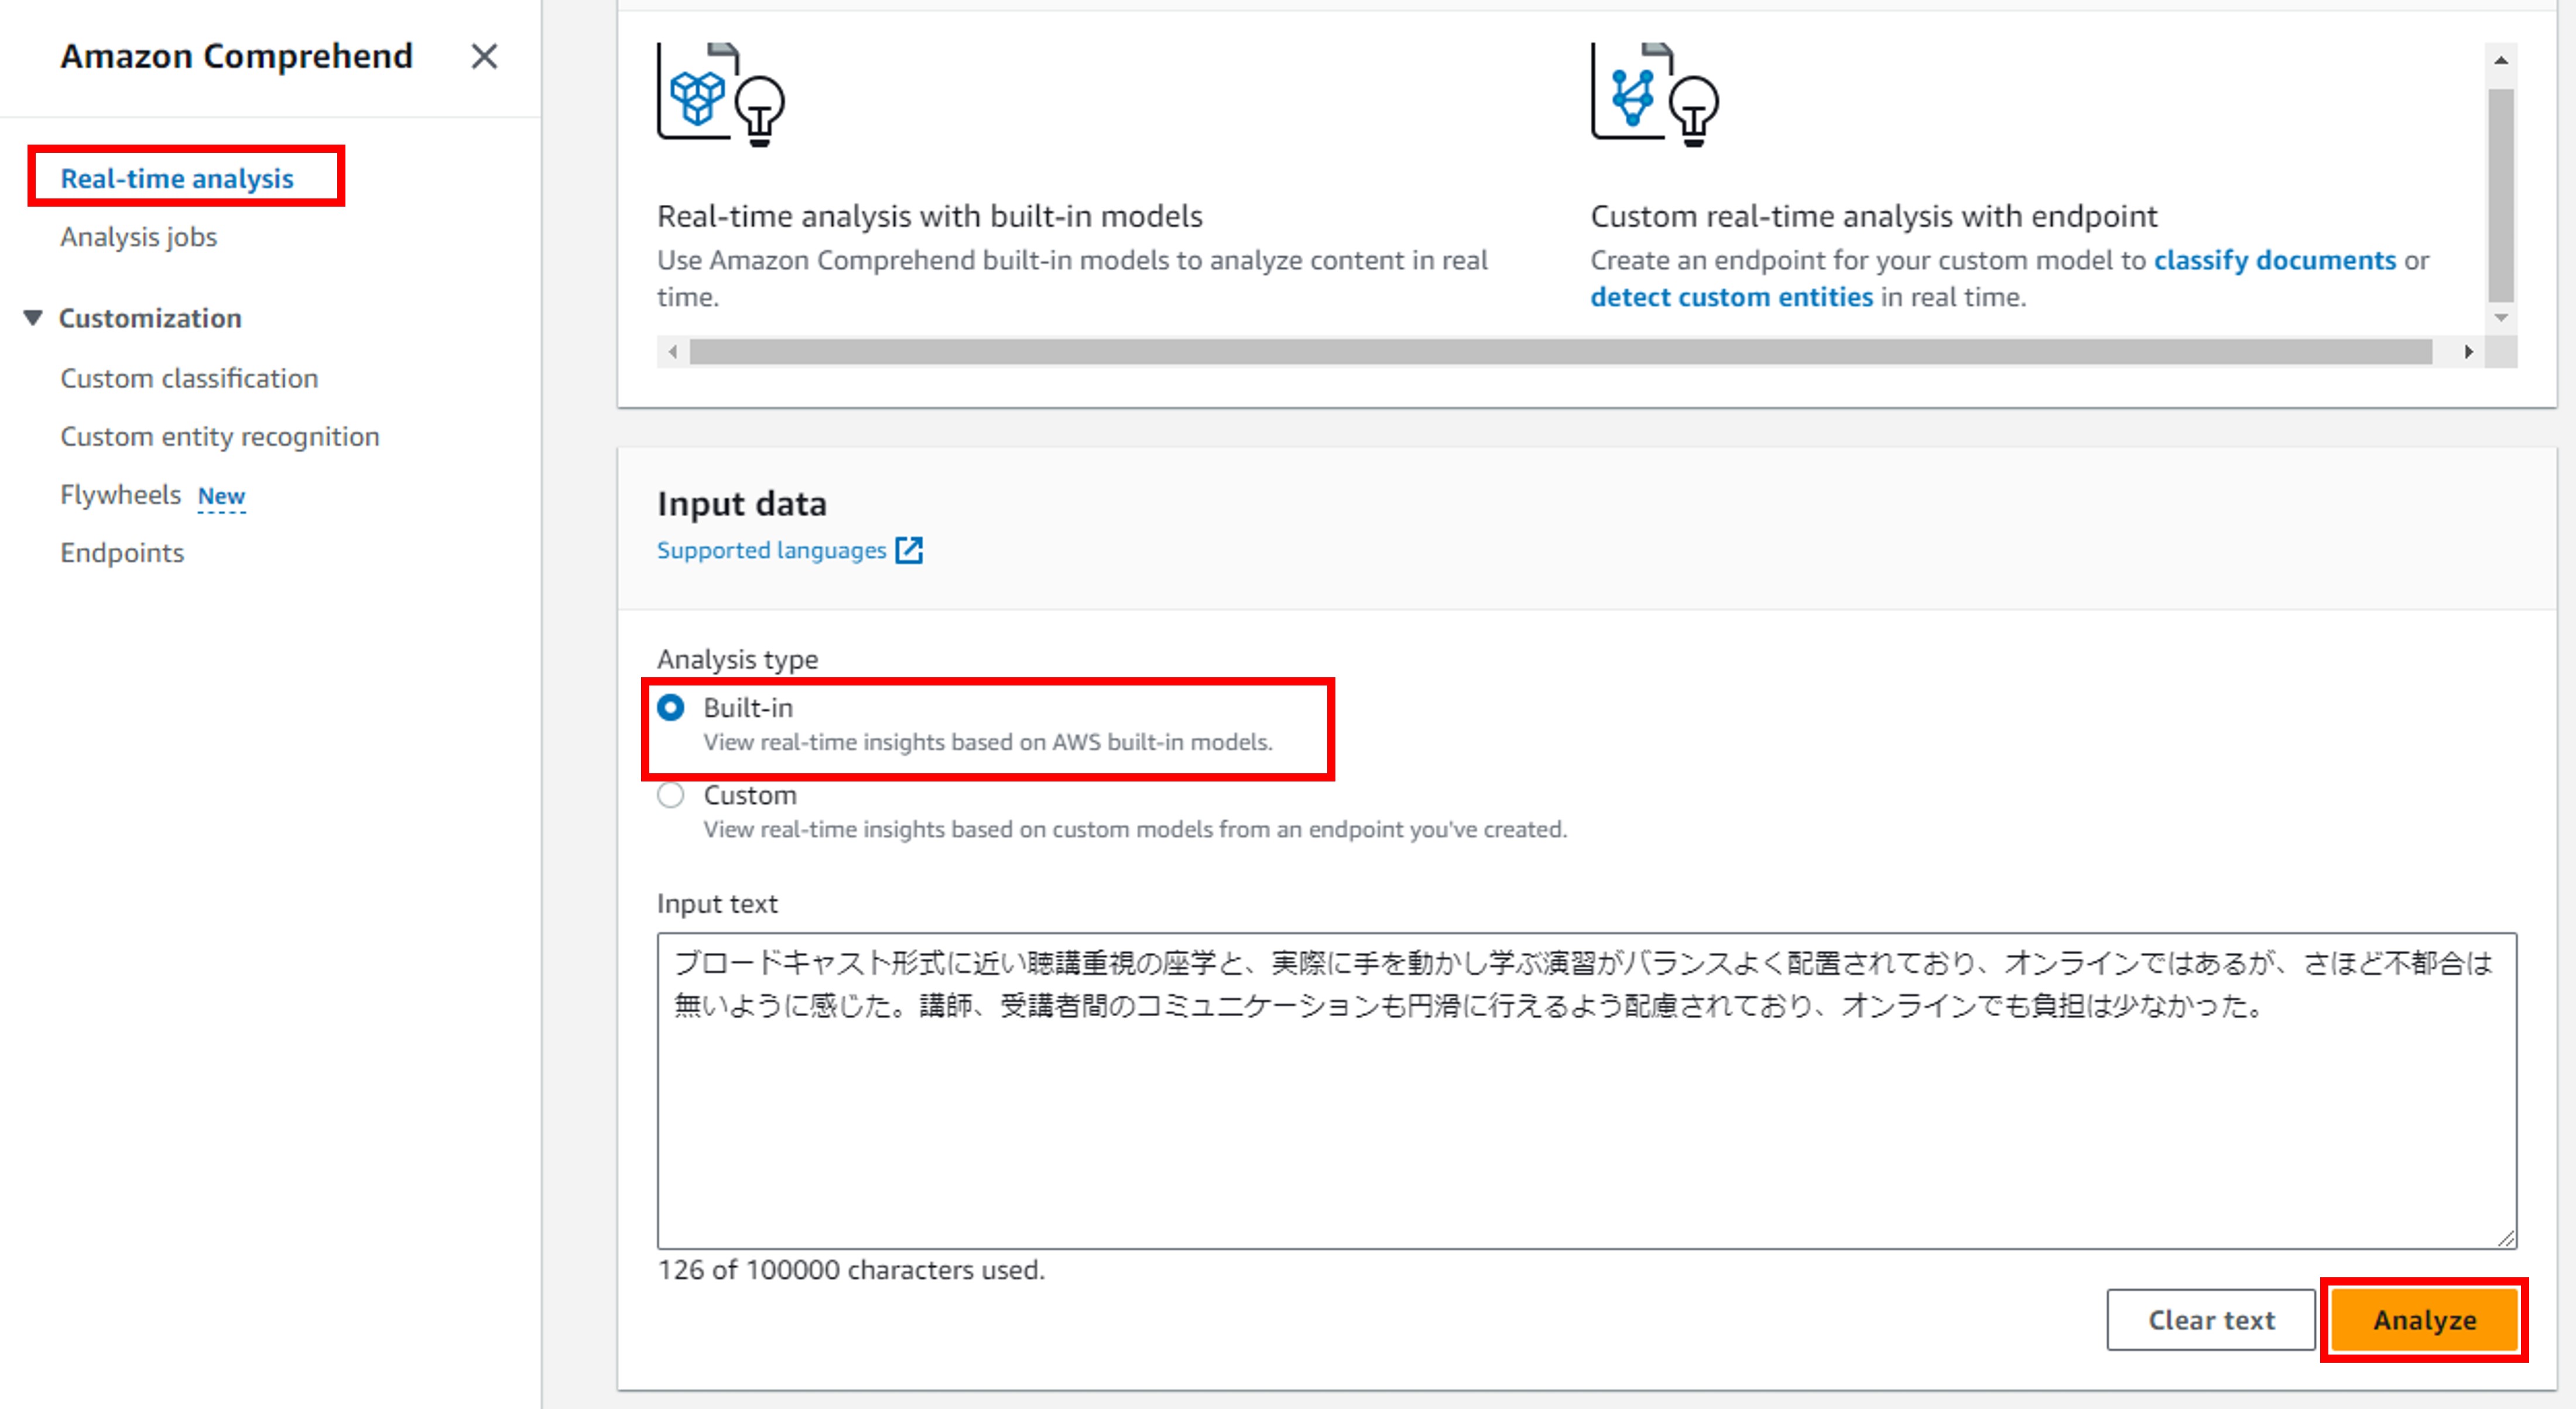 Amazon Comprehend
Real-time analysis
Analysis jobs
Customization
Custom classification
Custom entity recognition
Flywheels New
Endpoints
Real-time analysis with built-in models
Use Amazon Comprehend built-in models to analyze content in real
time.
Custom real-time analysis with endpoint
Create an endpoint for your custom model to classify documents or
detect custom entities in real time.
Input data
Supported languages
Analysis type
Built-in
View real-time insights based on AWS built-in models.
Custom
View real-time insights based on custom models from an endpoint you've created.
Input text
ブロードキャスト形式に近い聴講重視の座学と、実際に手を動かし学ぶ演習がバランスよく配置されており、オンラインではあるが、さほど不都合は
無いように感じた。講師、受講者間のコミュニケーションも円滑に行えるよう配慮されており、オンラインでも負担は少なかった。
126 of 100000 characters used.
Clear text
Analyze